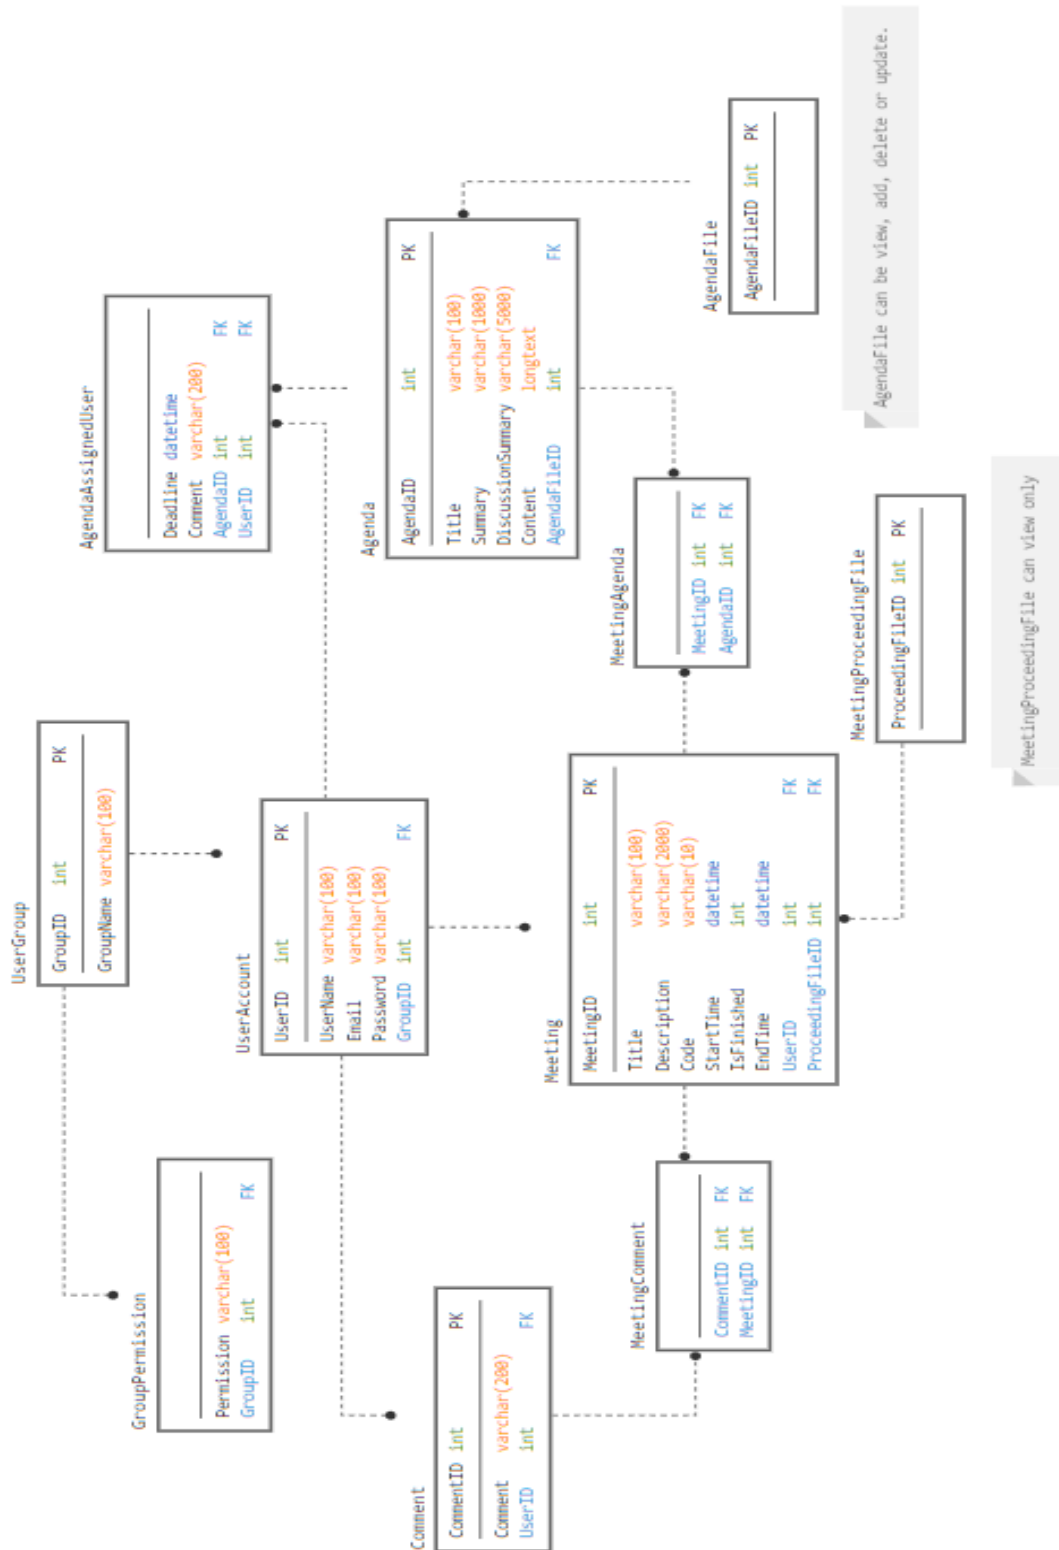 UserGroup
GroupID int PK
GroupName varchar(100)
GroupPermission
Permission varchar(100)
GroupID int FK
UserAccount
UserID int PK
UserName varchar(100)
Email varchar(100)
Password varchar(100)
GroupID int FK
AgendaAssignedUser
Deadline datetime
Comment varchar(200)
AgendaID int FK
UserID int FK
Comment
CommentID int PK
Comment varchar(200)
UserID int FK
Meeting
MeetingID int PK
Title varchar(100)
Description varchar(2000)
Code varchar(10)
StartTime datetime
IsFinished int
EndTime datetime
UserID int FK
ProceedingFileID int FK
Agenda
AgendaID int PK
Title varchar(100)
Summary varchar(1000)
DiscussionSummary varchar(5000)
Content longtext
AgendaFileID int FK
MeetingComment
CommentID int FK
MeetingID int FK
MeetingAgenda
MeetingID int FK
AgendaID int FK
AgendaFile
AgendaFileID int PK
MeetingProceedingFile
ProceedingFileID int PK
AgendaFile can be view, add, delete or update.
MeetingProceedingFile can view only